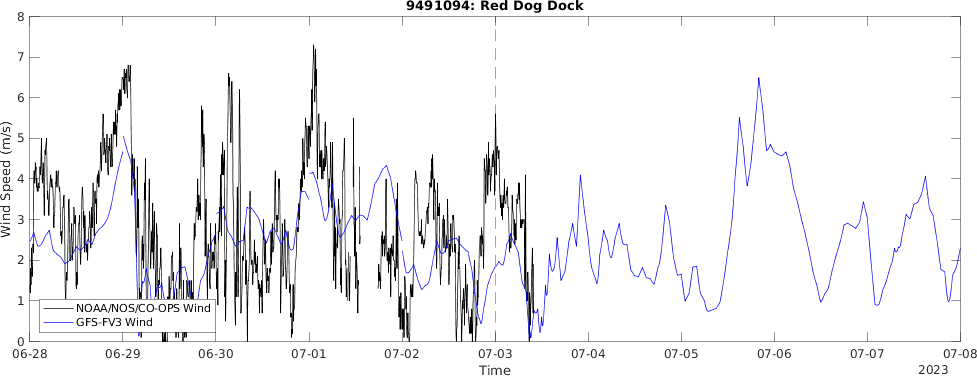 9491094: Red Dog Dock
Wind Speed (m/s)
8
7
6
5
4
3
2
1
0
NOAA/NOS/CO-OPS Wind
GFS-FV3 Wind
06-28 06-29 06-30 07-01 07-02 07-03 07-04 07-05 07-06 07-07 07-08
Time
2023